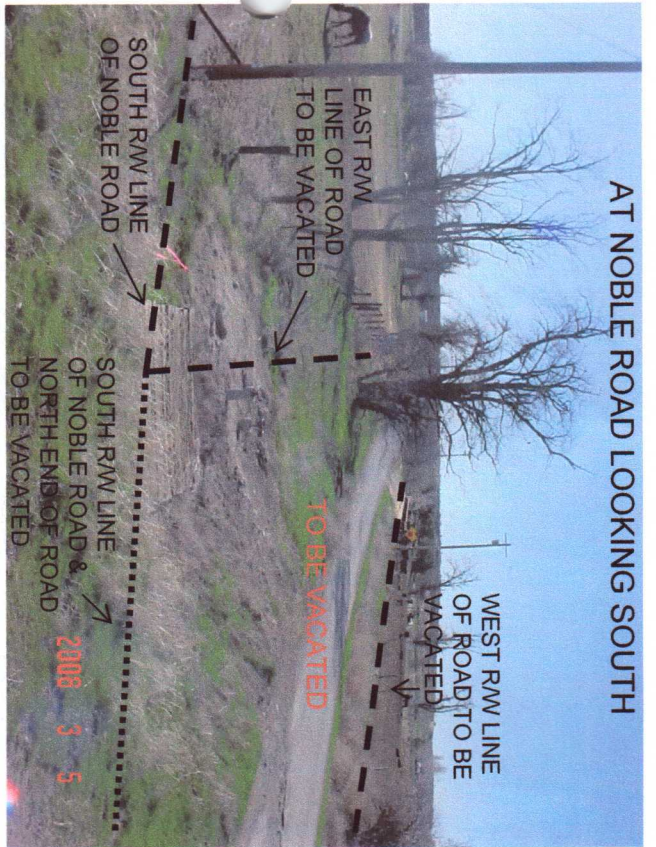 AT NOBLE ROAD LOOKING SOUTH
WEST R/W LINE
OF ROAD TO BE
VACATED
EAST R/W
LINE OF ROAD
TO BE VACATED
TO BE VACATED
SOUTH R/W LINE
OF NOBLE ROAD
SOUTH R/W LINE
OF NOBLE ROAD &
NORTH END OF ROAD
TO BE VACATED
2008 3 5